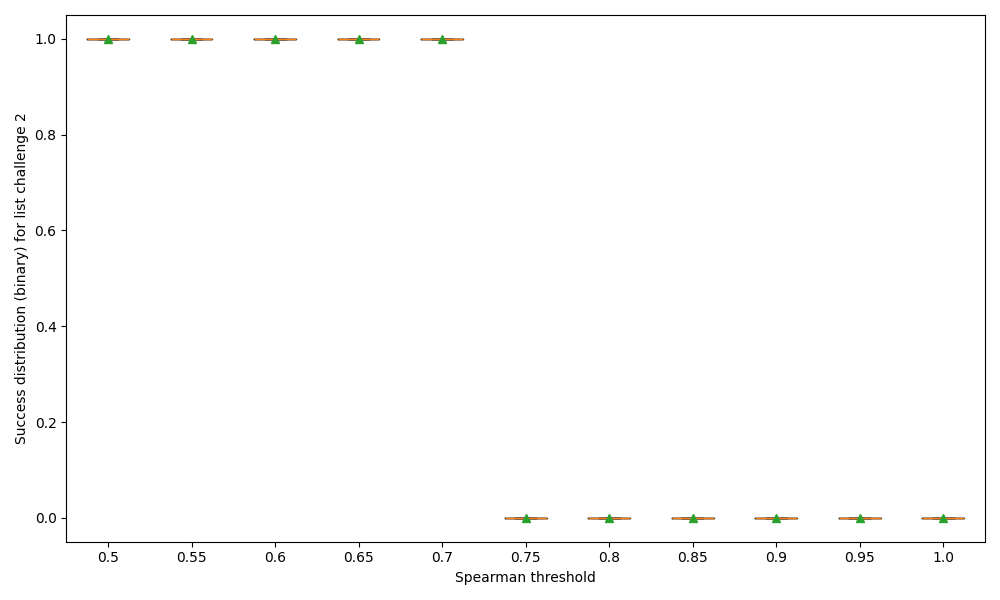 Success distribution (binary) for list challenge 2
1.0
0.8
0.6
0.4
0.2
0.0
0.5 0.55 0.6 0.65 0.7 0.75 0.8 0.85 0.9 0.95 1.0
Spearman threshold